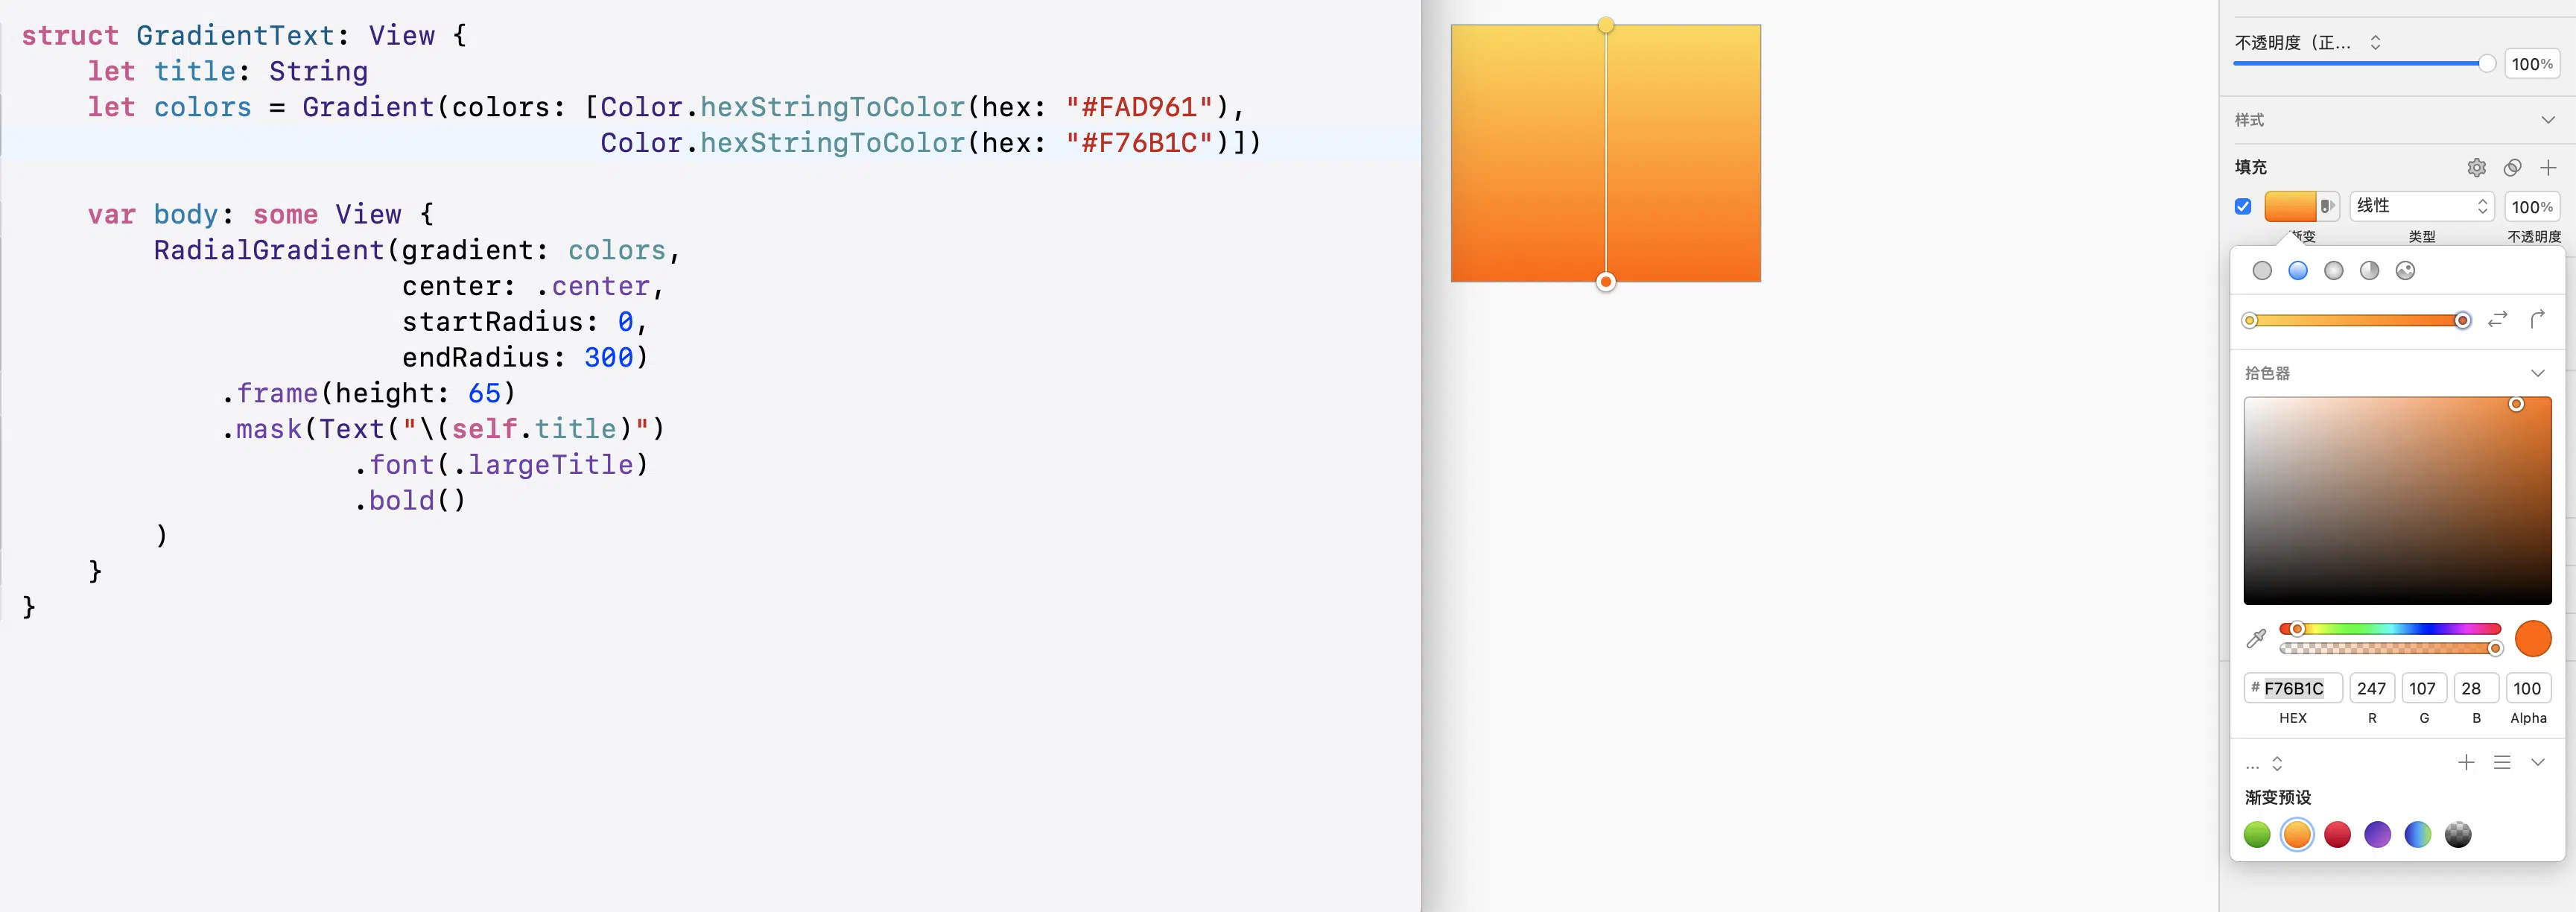 struct GradientText: View {
    let title: String
    let colors = Gradient(colors: [Color.hexStringToColor(hex: "#FAD961"),
                                   Color.hexStringToColor(hex: "#F76B1C")])
    var body: some View {
        RadialGradient(gradient: colors,
                       center: .center,
                       startRadius: 0,
                       endRadius: 300)
            .frame(height: 65)
            .mask(Text("\(self.title)")
                    .font(.largeTitle)
                    .bold()
        )
    }
}
不透明度（正...
100%
样式
填充
线性 100%
渐变 类型 不透明度
拾色器
# F76B1C 247 107 28 100
HEX R G B Alpha
...
渐变预设